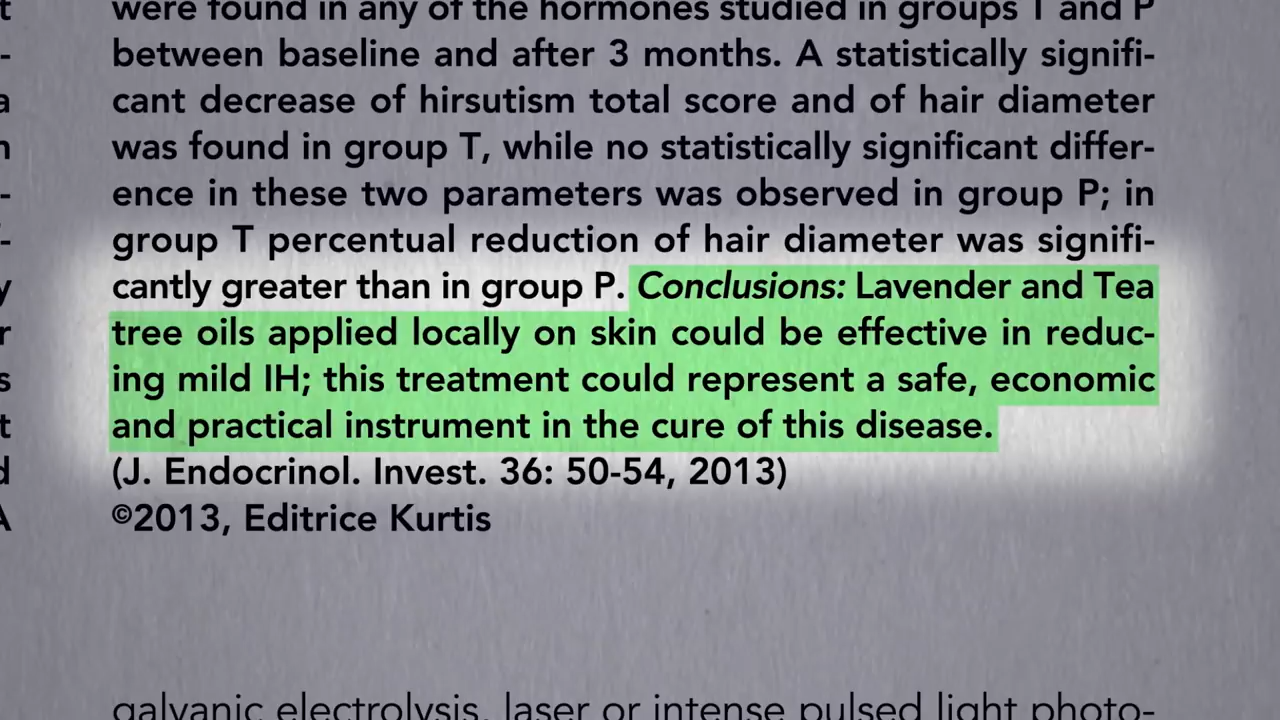 were found in any of the hormones studied in groups T and P
between baseline and after 3 months. A statistically signifi-
cant decrease of hirsutism total score and of hair diameter
was found in group T, while no statistically significant differ-
ence in these two parameters was observed in group P; in
group T percentual reduction of hair diameter was signifi-
cantly greater than in group P. Conclusions: Lavender and Tea
tree oils applied locally on skin could be effective in reduc-
ing mild IH; this treatment could represent a safe, economic
and practical instrument in the cure of this disease.
(J. Endocrinol. Invest. 36: 50-54, 2013)
©2013, Editrice Kurtis
galvanic electrolysis, laser or intense pulsed light photo-